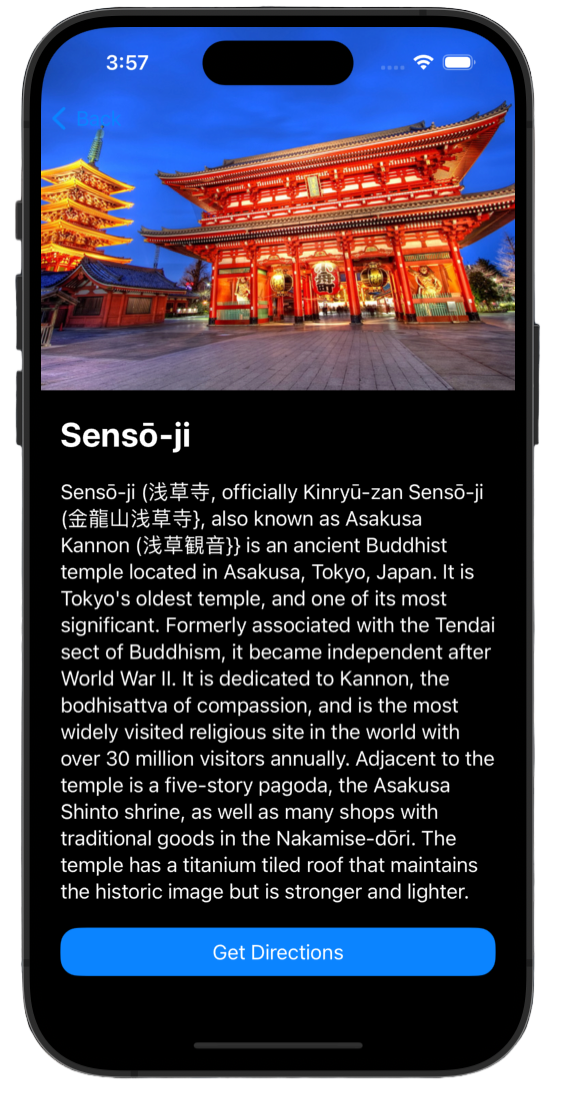 3:57
Back
Sensō-ji
Sensō-ji (浅草寺, officially Kinryū-zan Sensō-ji
(金龍山浅草寺}, also known as Asakusa
Kannon (浅草観音}} is an ancient Buddhist
temple located in Asakusa, Tokyo, Japan. It is
Tokyo's oldest temple, and one of its most
significant. Formerly associated with the Tendai
sect of Buddhism, it became independent after
World War II. It is dedicated to Kannon, the
bodhisattva of compassion, and is the most
widely visited religious site in the world with
over 30 million visitors annually. Adjacent to the
temple is a five-story pagoda, the Asakusa
Shinto shrine, as well as many shops with
traditional goods in the Nakamise-dōri. The
temple has a titanium tiled roof that maintains
the historic image but is stronger and lighter.
Get Directions